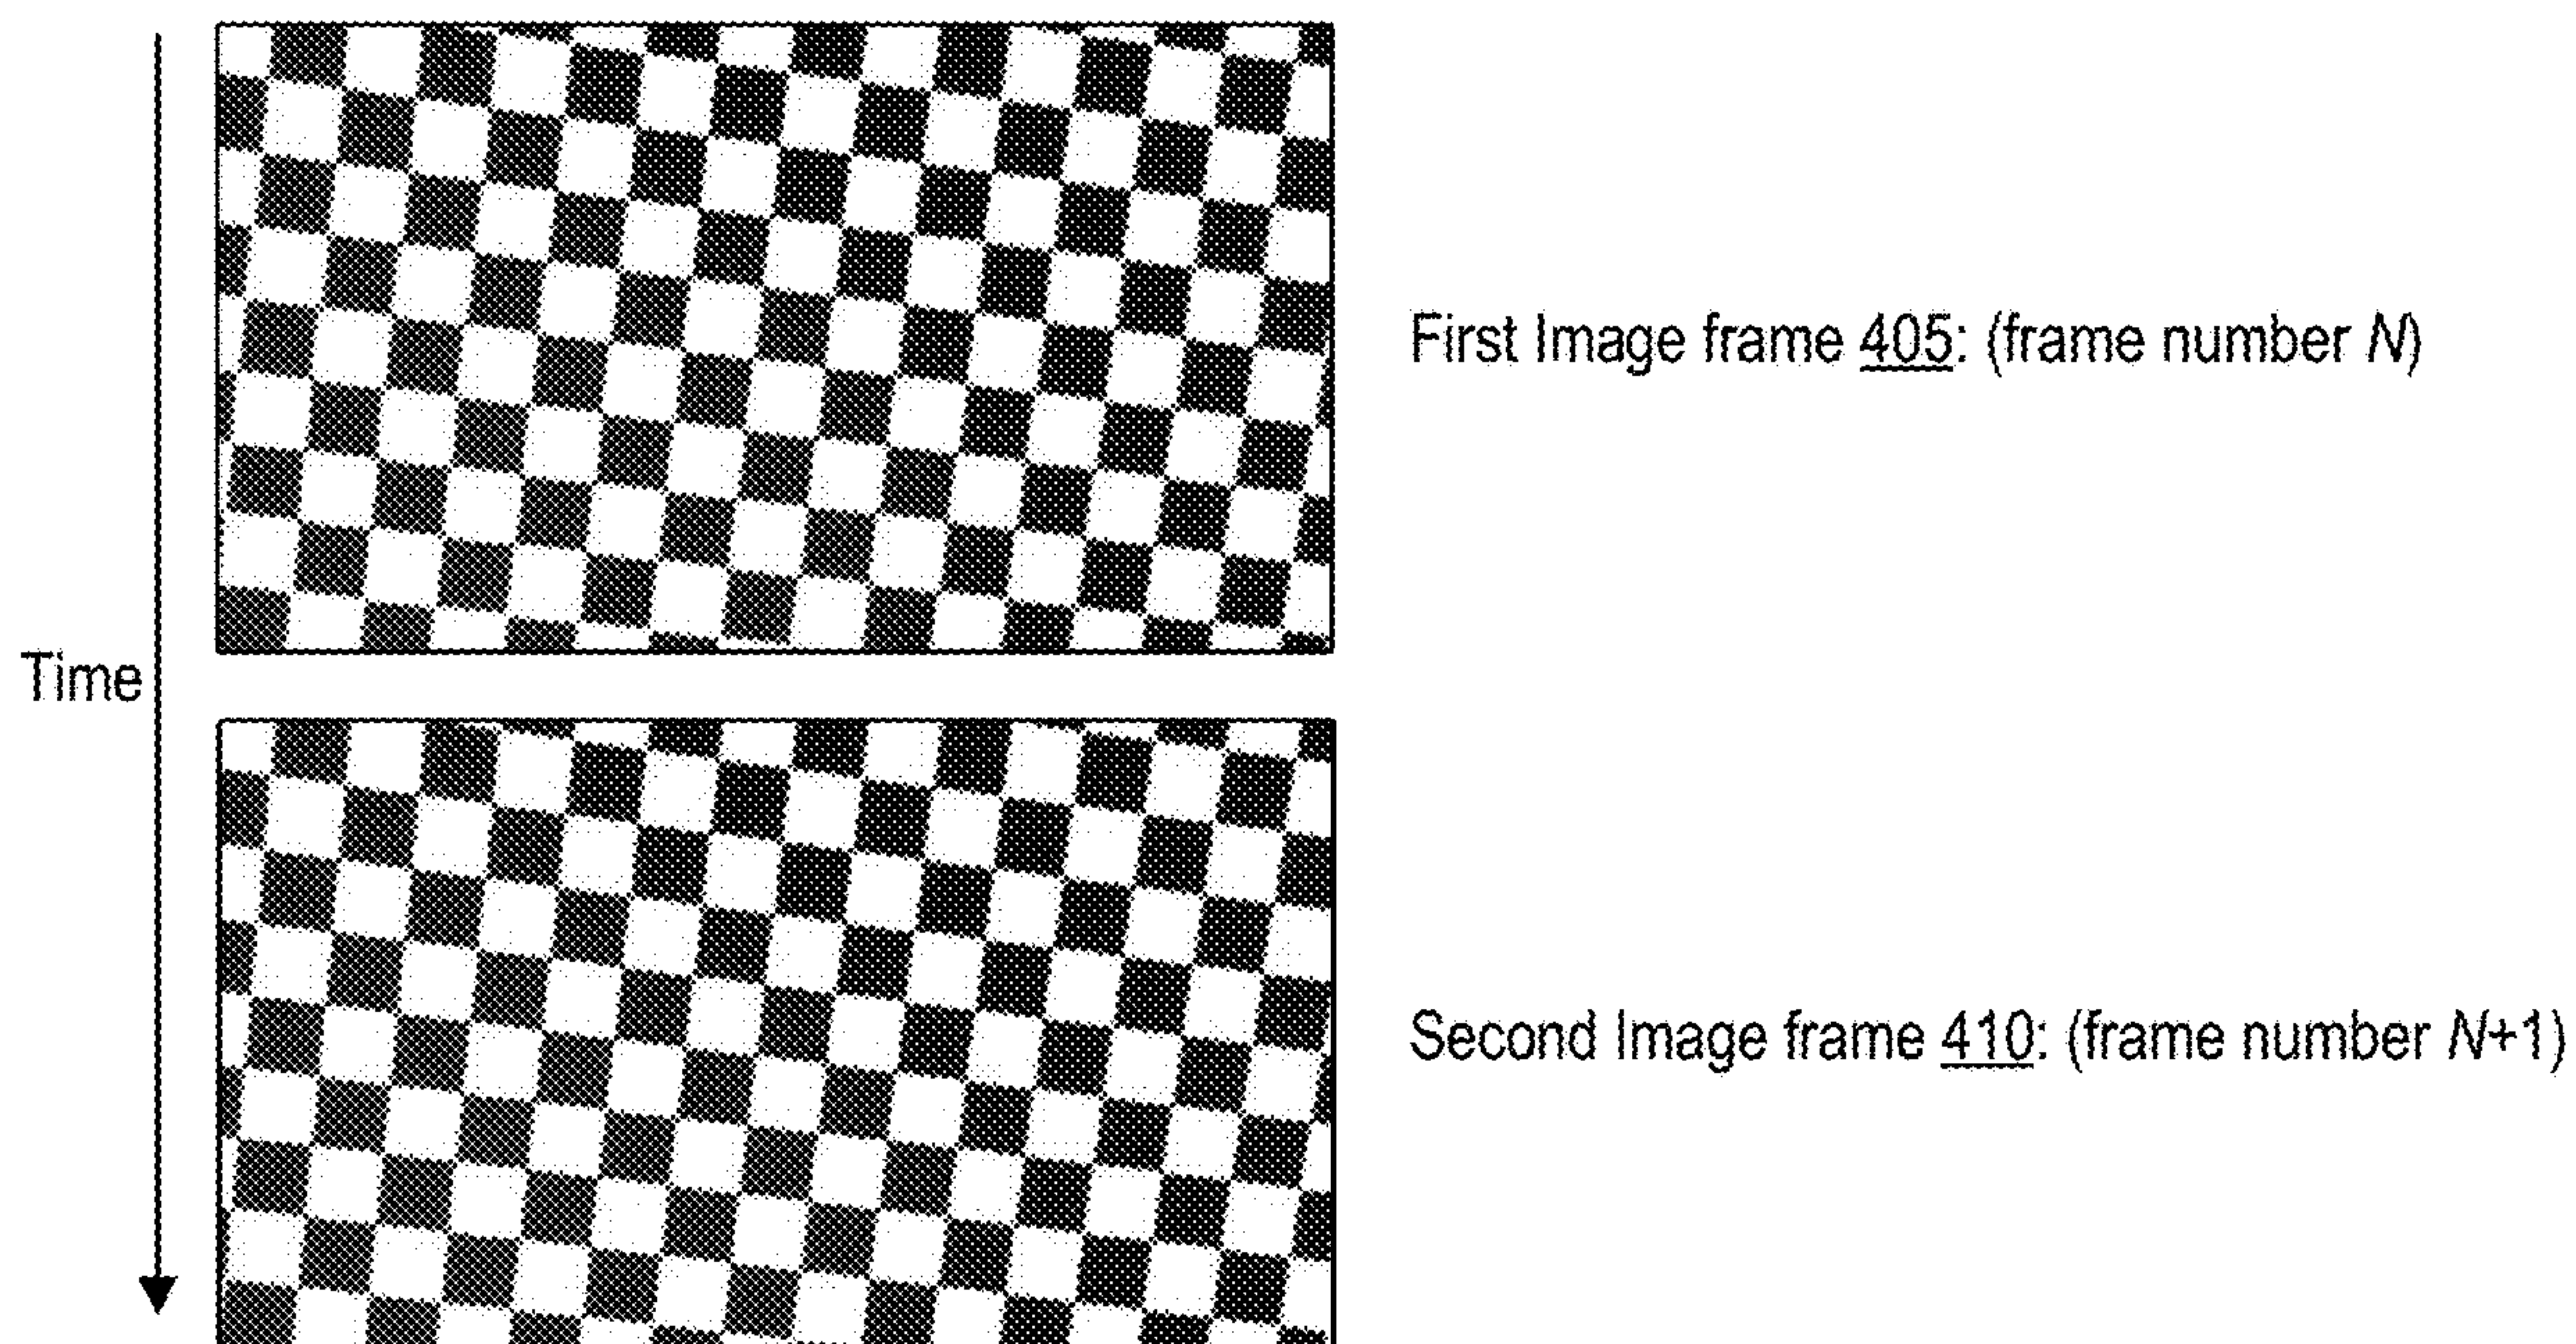 First Image frame 405: (frame number N)
Time
Second Image frame 410: (frame number N+1)